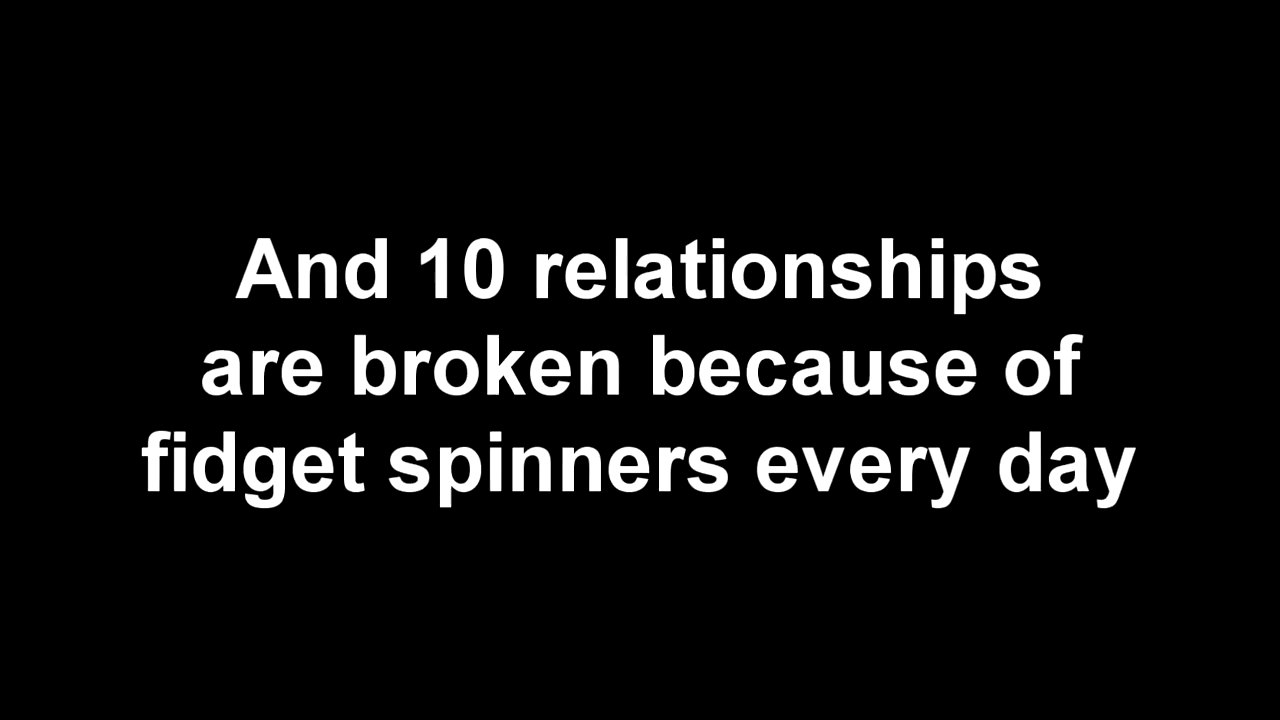 And 10 relationships
are broken because of
fidget spinners every day